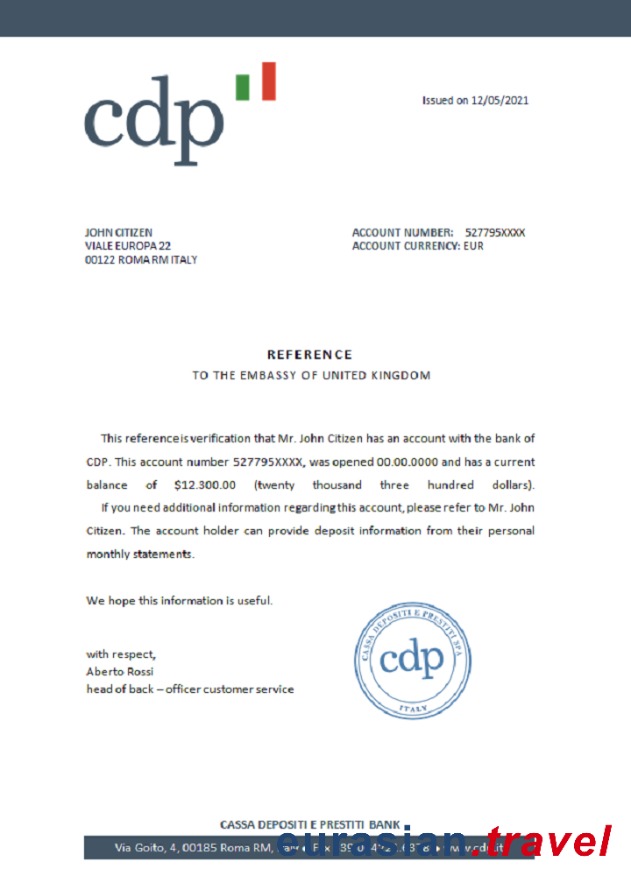 cdp
Issued on 12/05/2021
JOHN CITIZEN
VIALE EUROPA 22
00122 ROMA RM ITALY
ACCOUNT NUMBER: 527795XXXX
ACCOUNT CURRENCY: EUR
REFERENCE
TO THE EMBASSY OF UNITED KINGDOM
This reference is verification that Mr. John Citizen has an account with the bank of
CDP. This account number 527795XXXX, was opened 00.00.0000 and has a current
balance of $12.300.00 (twenty thousand three hundred dollars).
If you need additional information regarding this account, please refer to Mr. John
Citizen. The account holder can provide deposit information from their personal
monthly statements.
We hope this information is useful.
with respect,
Aberto Rossi
head of back – officer customer service
CASSA DEPOSITI E PRESTITI SPA
cdp
ITALY
CASSA DEPOSITI E PRESTITI BANK
Via Goito, 4, 00185 Roma RM,
eurasian.travel